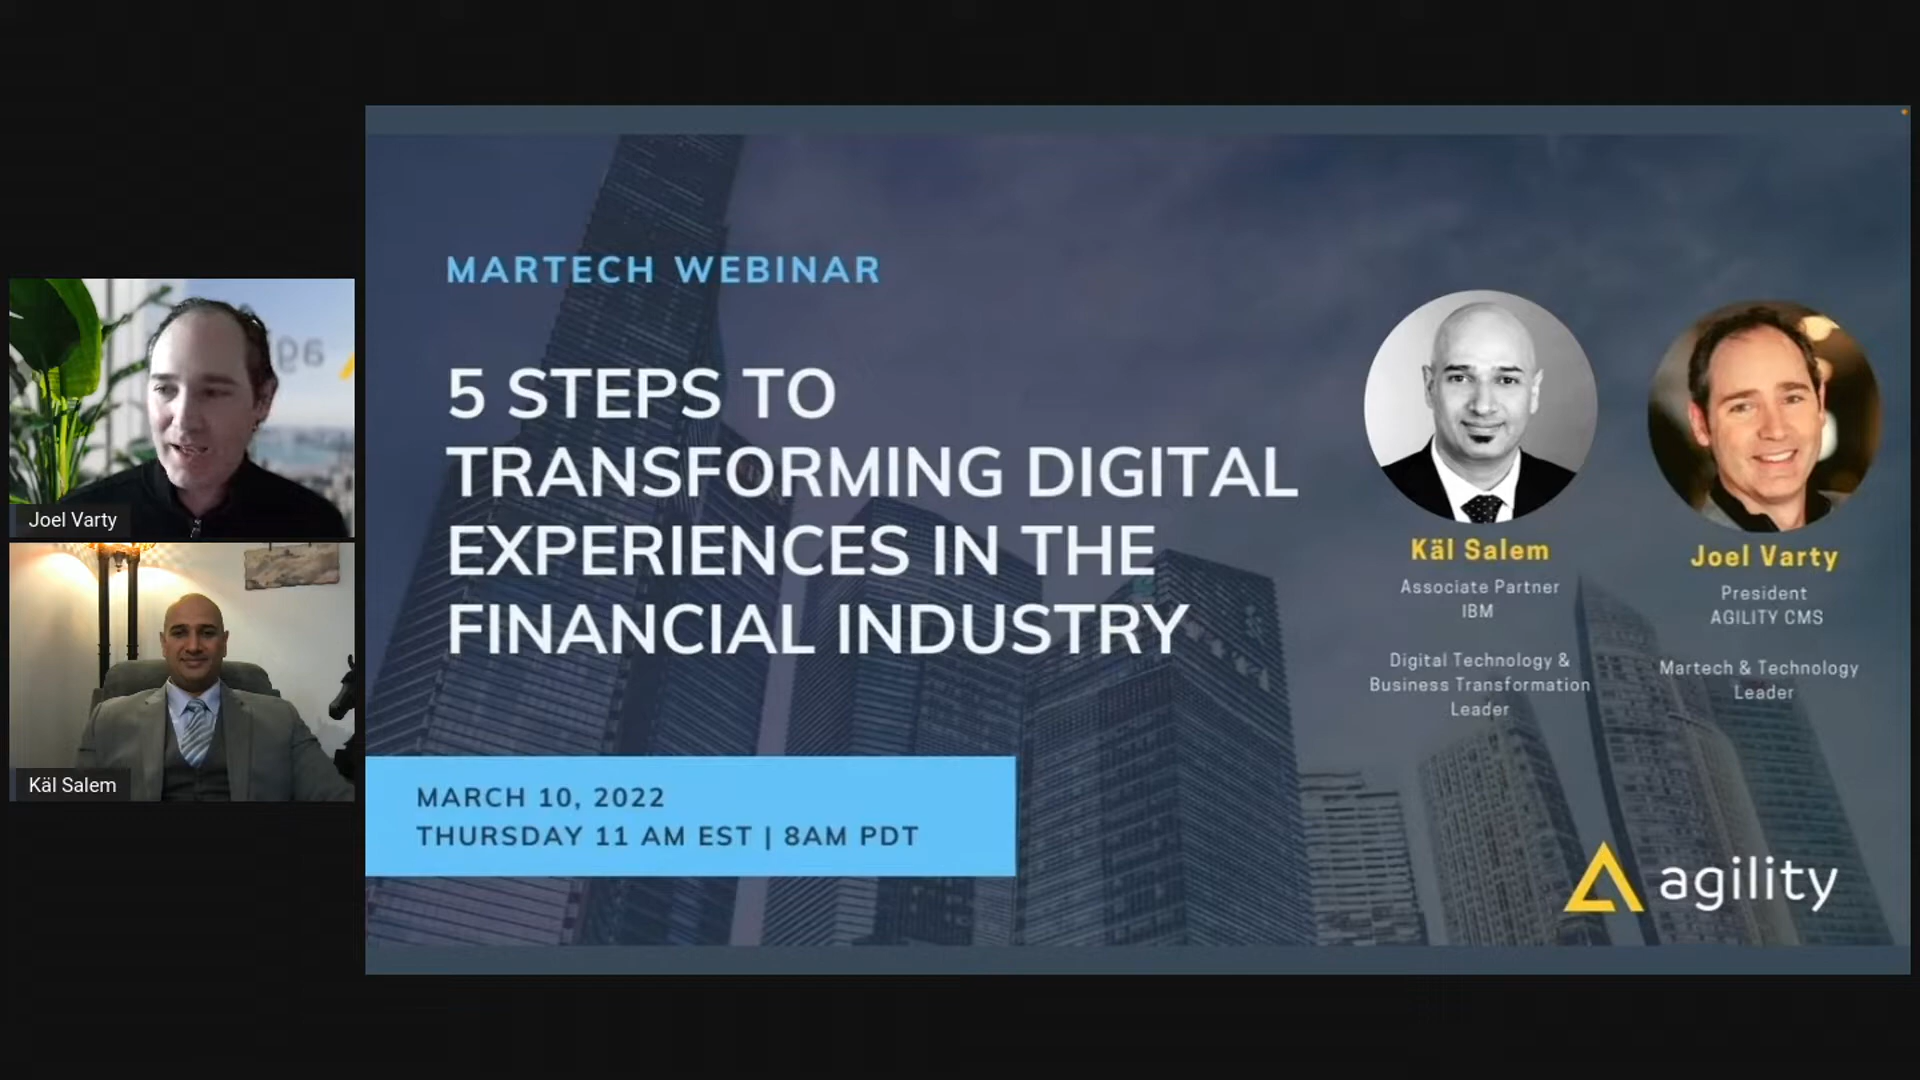 MARTECH WEBINAR
5 STEPS TO
TRANSFORMING DIGITAL
EXPERIENCES IN THE
FINANCIAL INDUSTRY
MARCH 10, 2022
THURSDAY 11 AM EST | 8AM PDT
Käl Salem
Associate Partner
IBM
Digital Technology &
Business Transformation
Leader
Joel Varty
President
AGILITY CMS
Martech & Technology
Leader
agility
Joel Varty
Käl Salem